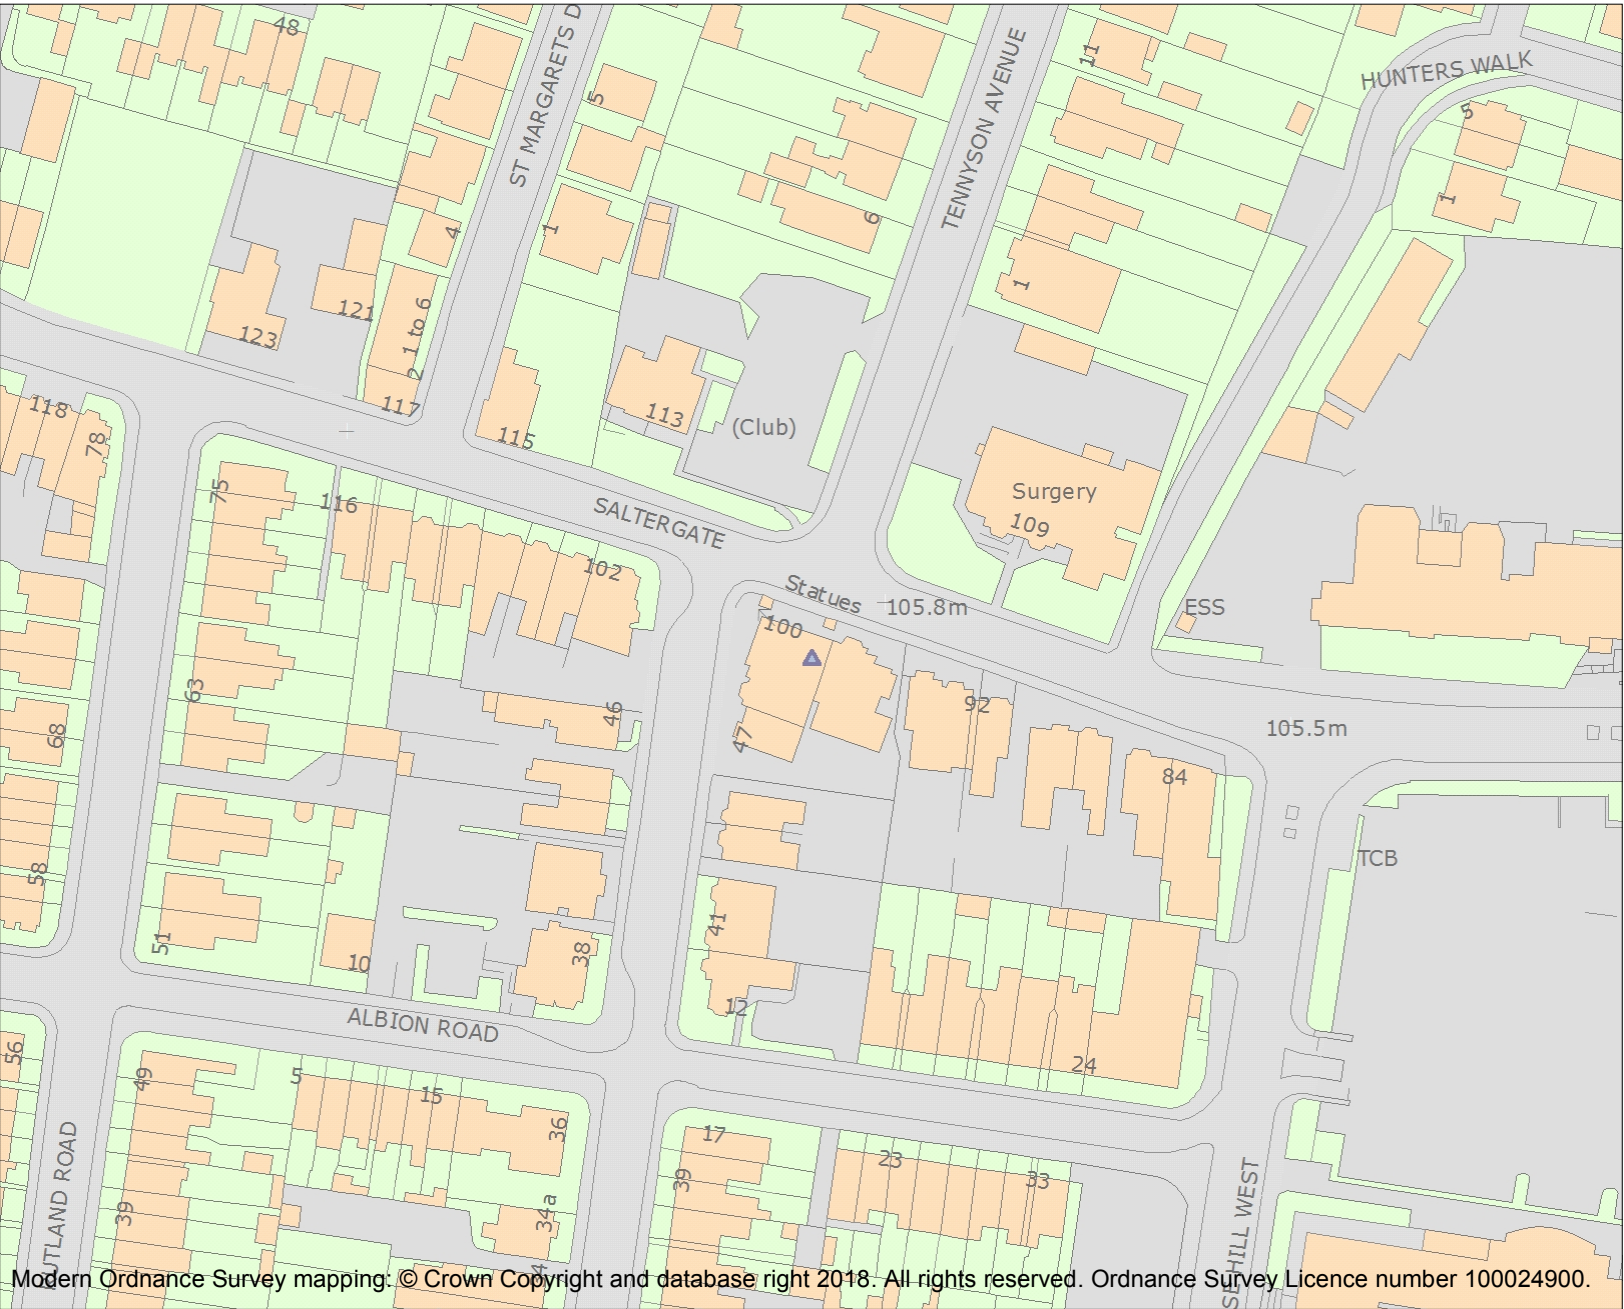 48
ST MARGARETS D
5
TENNYSON AVENUE
11
HUNTERS WALK
5
1
4
1
6
1
121
123
1 to 6
2
117
118
78
115
113
(Club)
75
116
SALTERGATE
Surgery
109
102
Statues
105.8m
ESS
100
63
46
92
68
47
105.5m
84
58
TCB
41
51
10
38
12
ALBION ROAD
56
49
5
15
24
36
17
23
33
39
39
34a
UTLAND ROAD
SEHILL WEST
Modern Ordnance Survey mapping: © Crown Copyright and database right 2018. All rights reserved. Ordnance Survey Licence number 100024900.